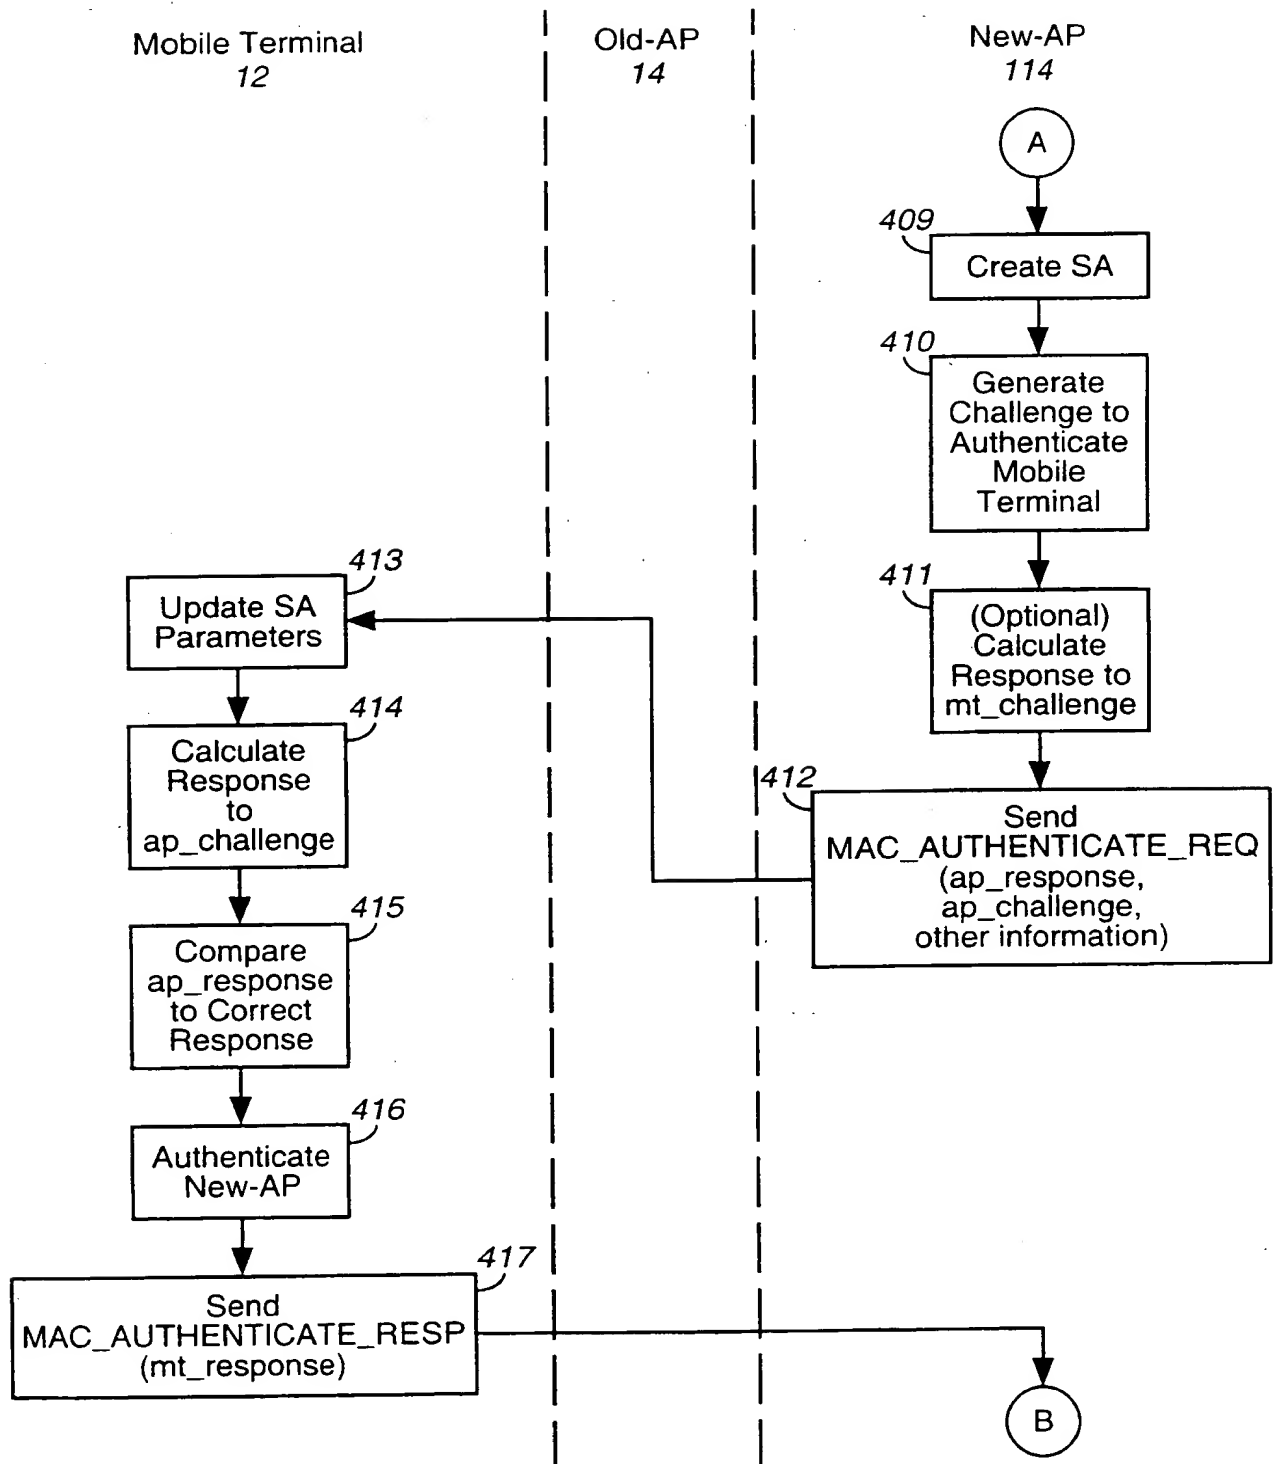 Mobile Terminal
12
Old-AP
14
New-AP
114
A
409
Create SA
410
Generate
Challenge to
Authenticate
Mobile
Terminal
411
(Optional)
Calculate
Response to
mt_challenge
412
Send
MAC_AUTHENTICATE_REQ
(ap_response,
ap_challenge,
other information)
413
Update SA
Parameters
414
Calculate
Response
to
ap_challenge
415
Compare
ap_response
to Correct
Response
416
Authenticate
New-AP
417
Send
MAC_AUTHENTICATE_RESP
(mt_response)
B